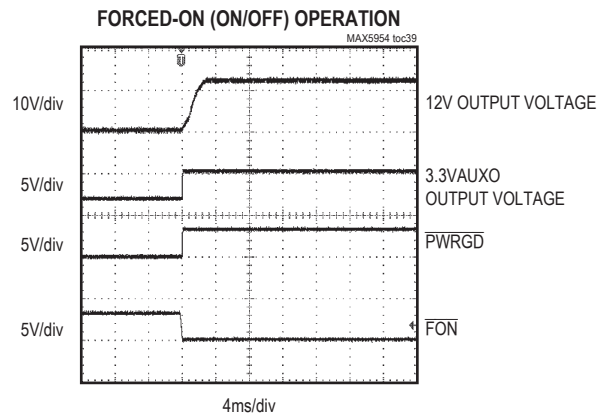 FORCED-ON (ON/OFF) OPERATION
MAX5954 toc39
10V/div
12V OUTPUT VOLTAGE
5V/div
3.3VAUXO
OUTPUT VOLTAGE
5V/div
PWRGD
5V/div
FON
4ms/div